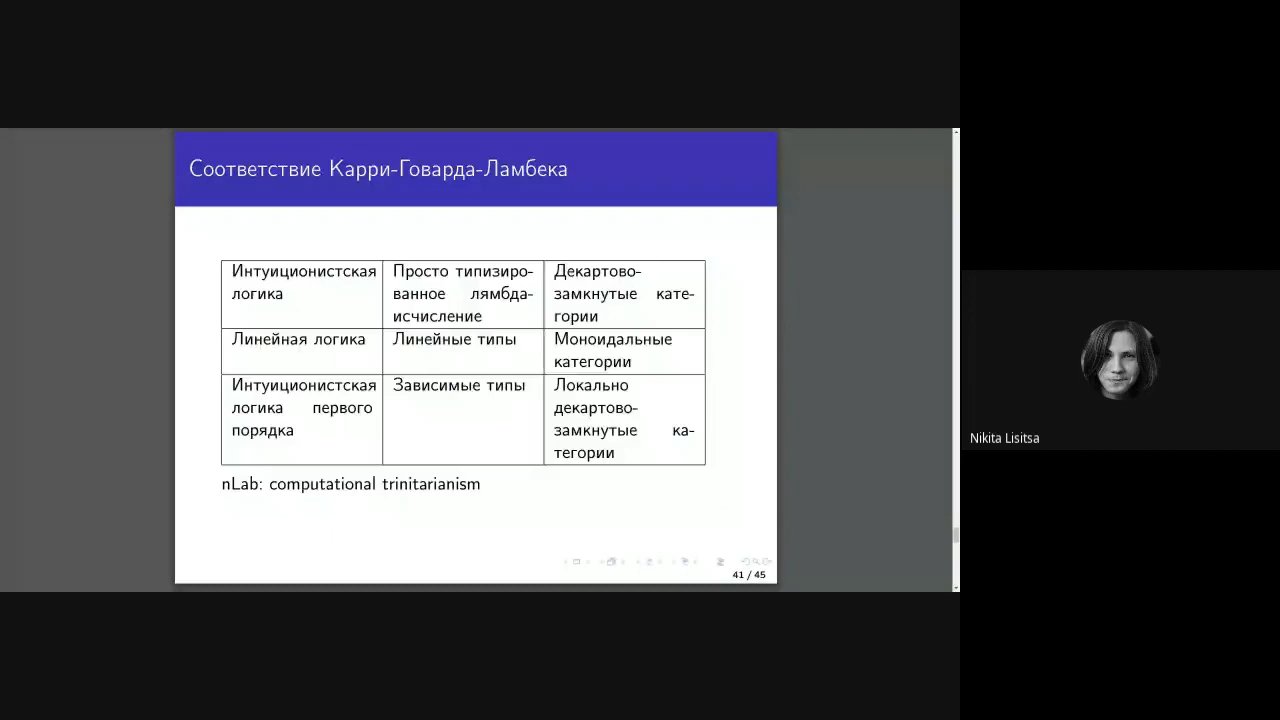 Соответствие Карри-Говарда-Ламбека
Интуиционистская
логика
Просто типизиро-
ванное лямбда-
исчисление
Декартово-
замкнутые кате-
гории
Линейная логика
Линейные типы
Моноидальные
категории
Интуиционистская
логика первого
порядка
Зависимые типы
Локально
декартово-
замкнутые ка-
тегории
nLab: computational trinitarianism
41 / 45
Nikita Lisitsa